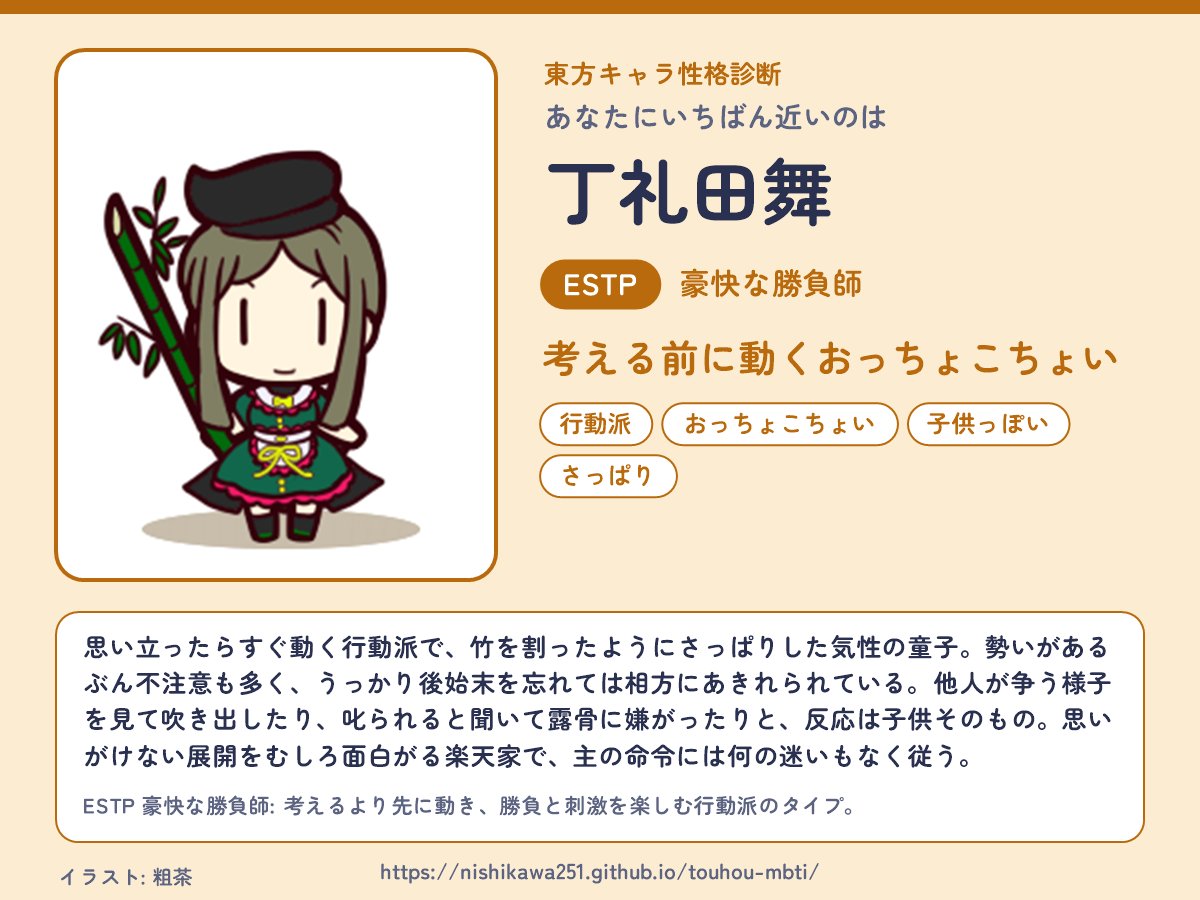 東方キャラ性格診断
あなたにいちばん近いのは
丁礼田舞
ESTP 豪快な勝負師
考える前に動くおっちょこちょい
行動派 おっちょこちょい 子供っぽい
さっぱり
思い立ったらすぐ動く行動派で、竹を割ったようにさっぱりした気性の童子。勢いがある
ぶん不注意も多く、うっかり後始末を忘れては相方にあきれられている。他人が争う様子
を見て吹き出したり、叱られると聞いて露骨に嫌がったりと、反応は子供そのもの。思い
がけない展開をむしろ面白がる楽天家で、主の命令には何の迷いもなく従う。
ESTP 豪快な勝負師: 考えるより先に動き、勝負と刺激を楽しむ行動派のタイプ。
イラスト: 粗茶 https://nishikawa251.github.io/touhou-mbti/